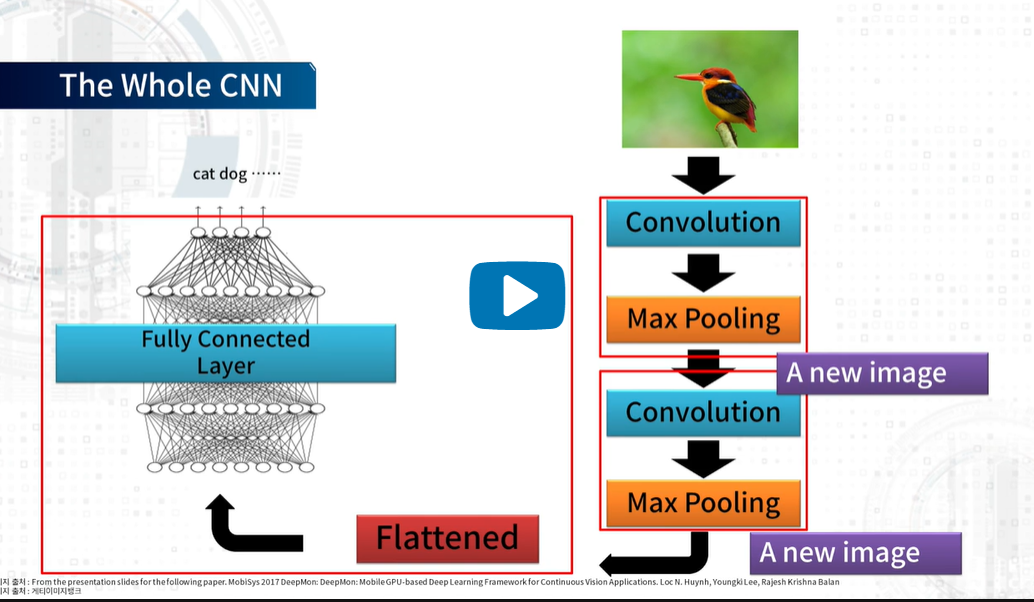 The Whole CNN
cat dog ……
Fully Connected
Layer
Flattened
Convolution
Max Pooling
A new image
Convolution
Max Pooling
A new image
지 출처 : From the presentation slides for the following paper. MobiSys 2017 DeepMon: DeepMon: Mobile GPU-based Deep Learning Framework for Continuous Vision Applications. Loc N. Huynh, Youngki Lee, Rajesh Krishna Balan
지 출처 : 게티이미지뱅크